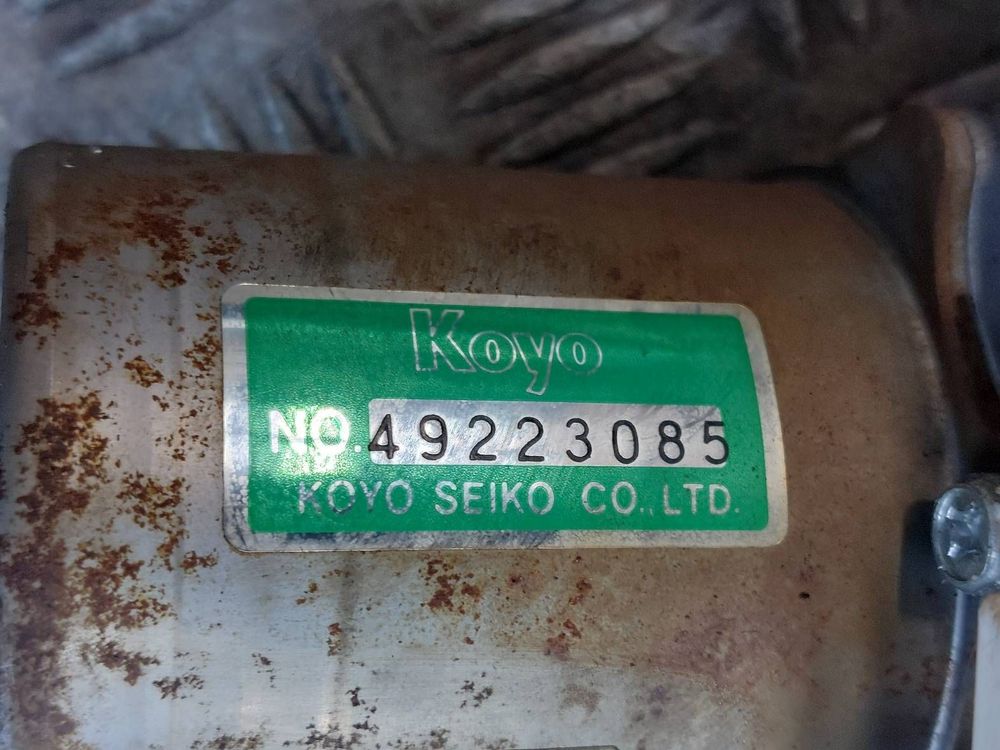 Koyo
NO. 49223085
KOYO SEIKO CO., LTD.